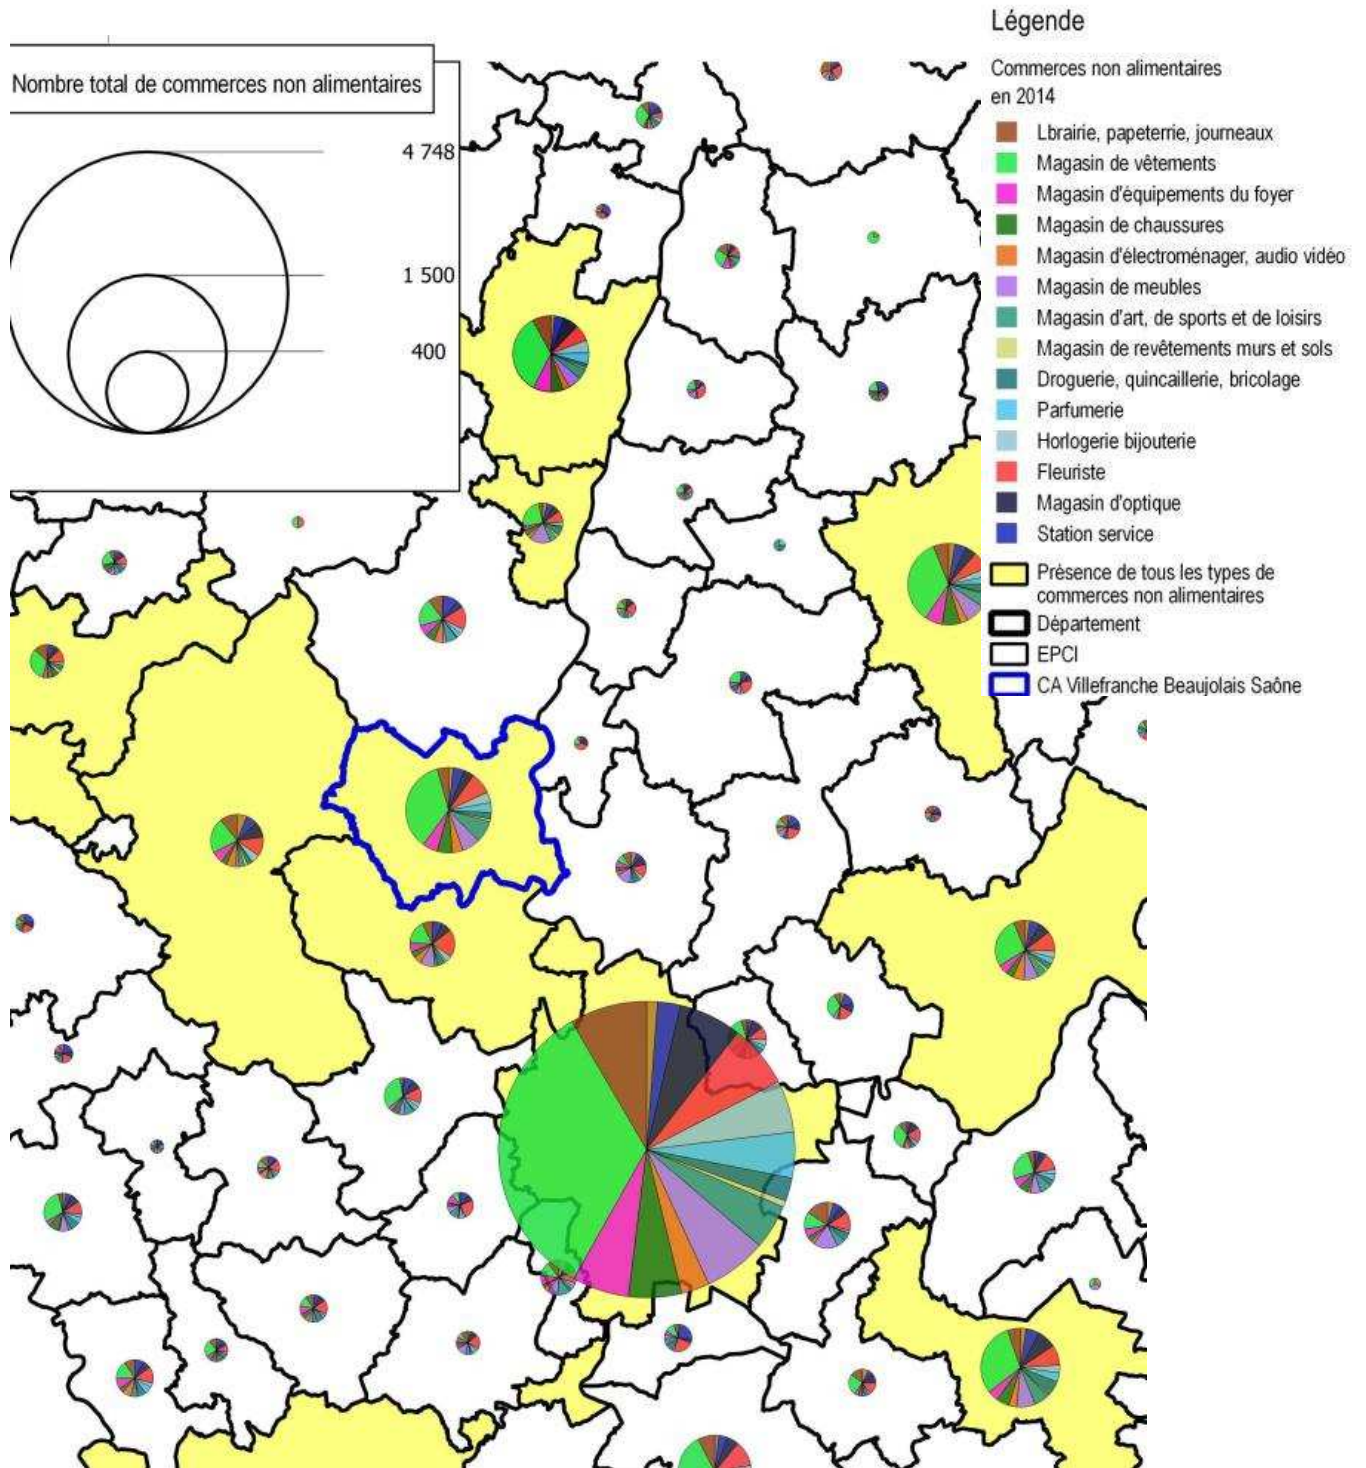 Nombre total de commerces non alimentaires
4 748
1 500
400
Légende
Commerces non alimentaires
en 2014
Lbrairie, papeterrie, journeaux
Magasin de vêtements
Magasin d'équipements du foyer
Magasin de chaussures
Magasin d'électroménager, audio vidéo
Magasin de meubles
Magasin d'art, de sports et de loisirs
Magasin de revêtements murs et sols
Droguerie, quincaillerie, bricolage
Parfumerie
Horlogerie bijouterie
Fleuriste
Magasin d'optique
Station service
Présence de tous les types de
commerces non alimentaires
Département
EPCI
CA Villefranche Beaujolais Saône